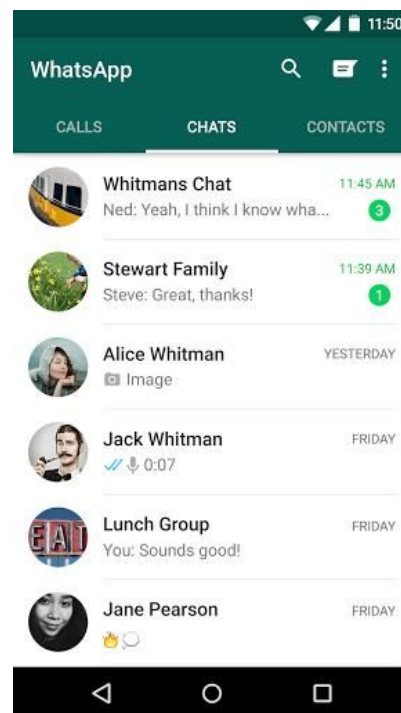 11:50
WhatsApp
CALLS CHATS CONTACTS
Whitmans Chat 11:45 AM
Ned: Yeah, I think I know wha... 3
Stewart Family 11:39 AM
Steve: Great, thanks! 1
Alice Whitman YESTERDAY
Image
Jack Whitman FRIDAY
0:07
EAT
Lunch Group FRIDAY
You: Sounds good!
Jane Pearson FRIDAY
🔥💭